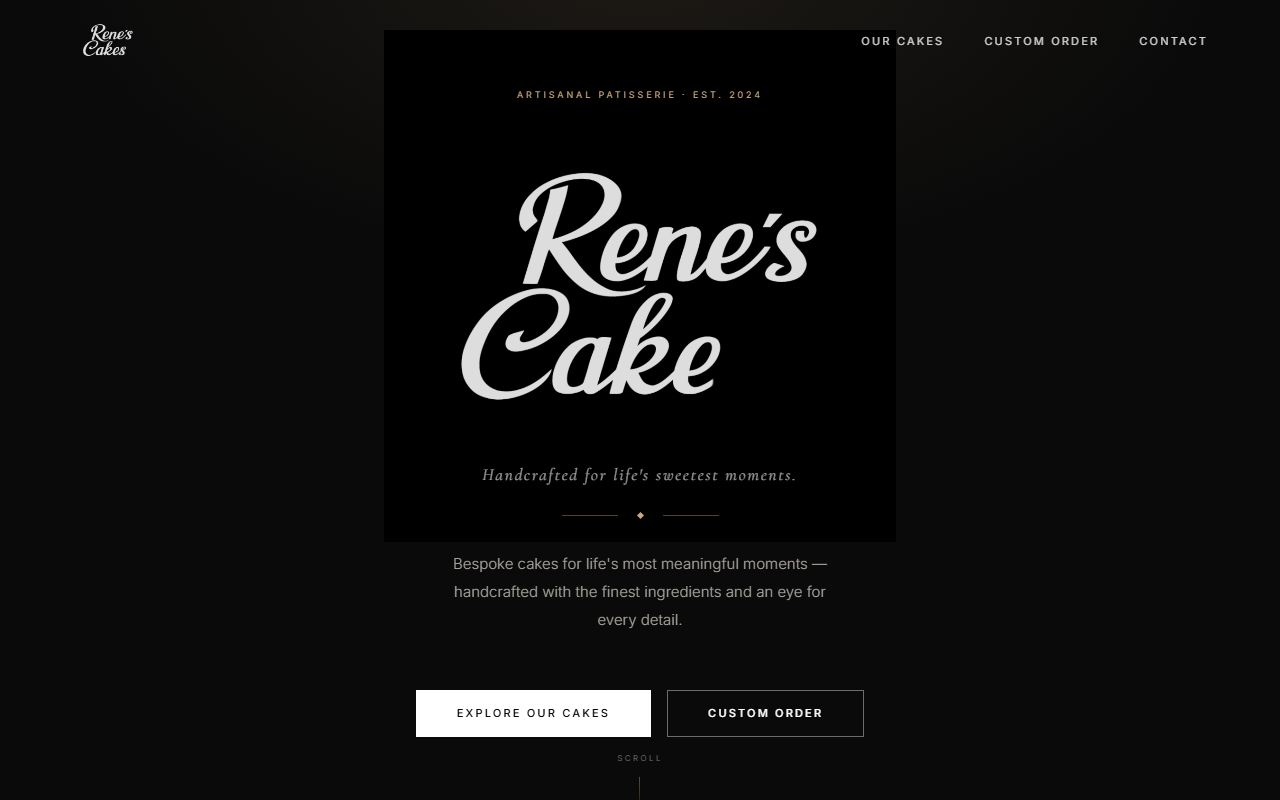 Rene's
Cakes
OUR CAKES CUSTOM ORDER CONTACT
ARTISANAL PATISSERIE · EST. 2024
Rene's
Cake
Handcrafted for life's sweetest moments.
Bespoke cakes for life's most meaningful moments —
handcrafted with the finest ingredients and an eye for
every detail.
EXPLORE OUR CAKES CUSTOM ORDER
SCROLL